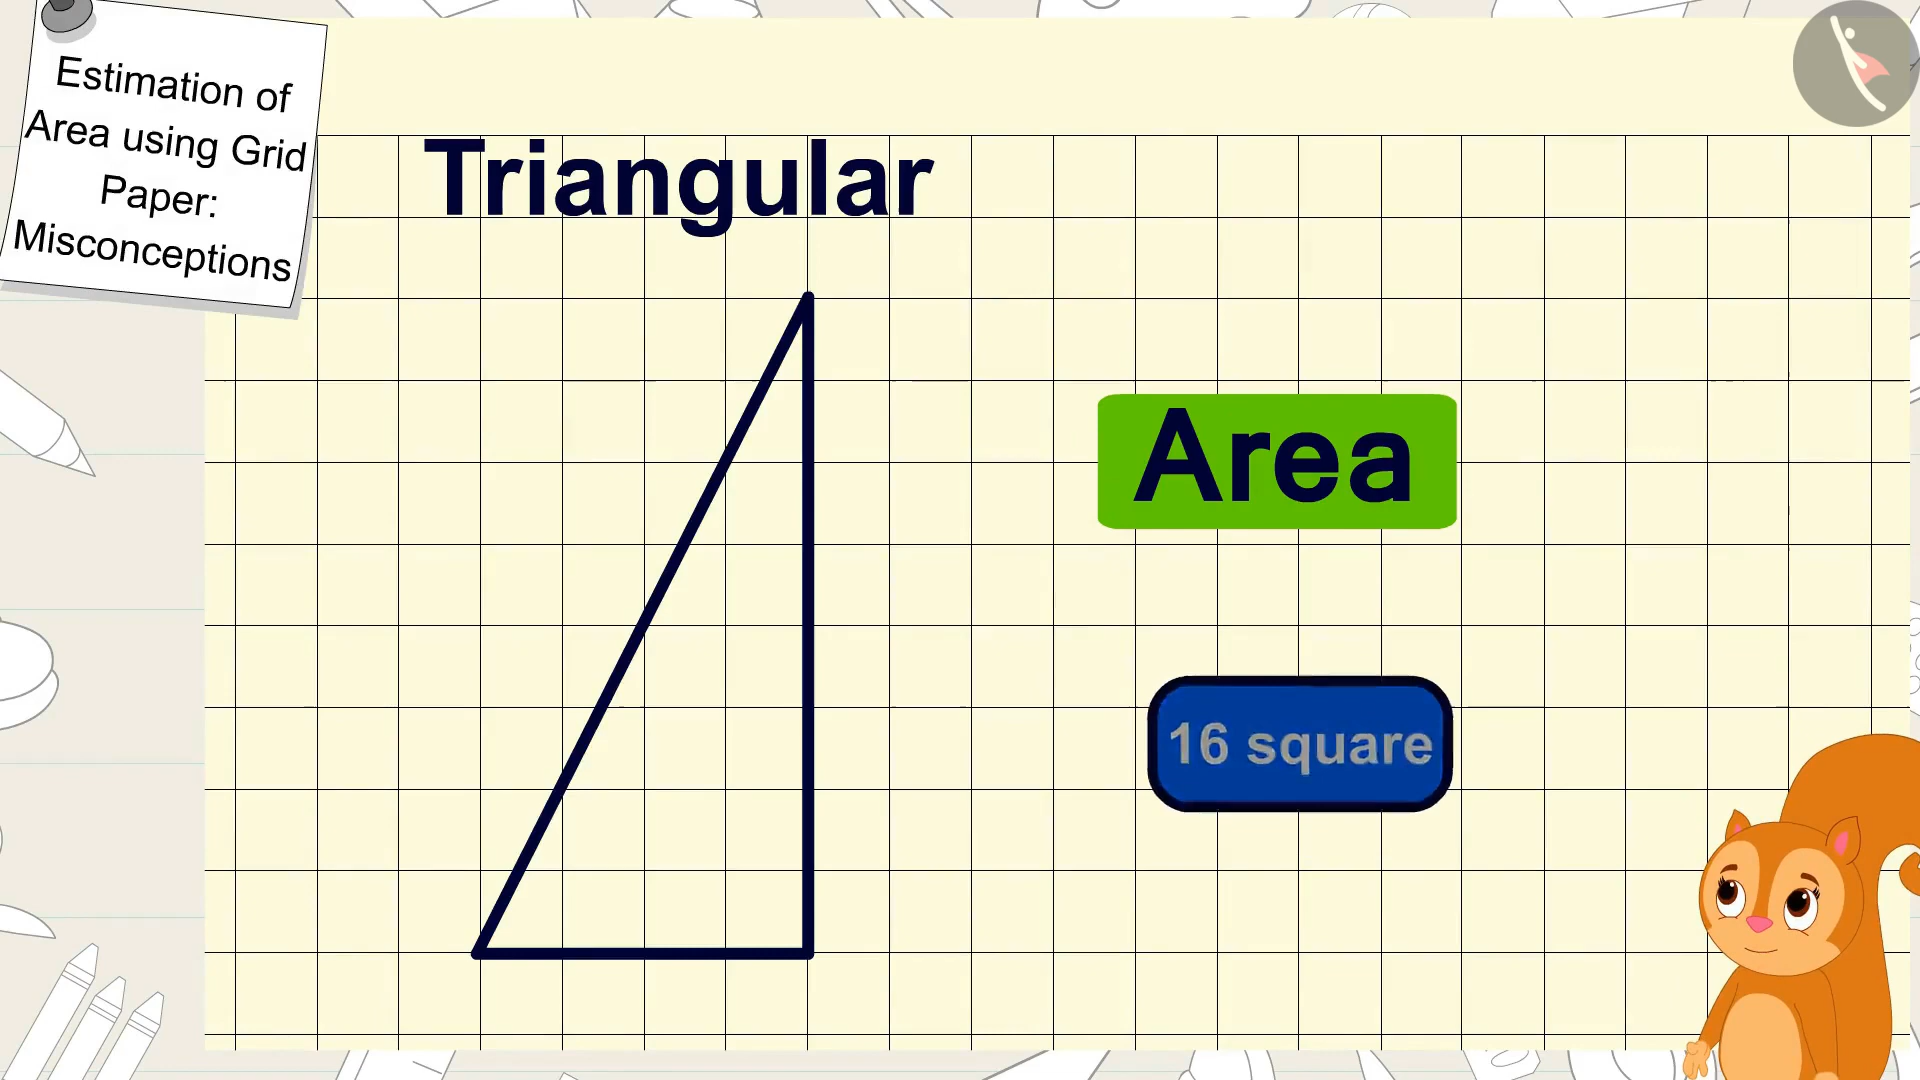 Estimation of
Area using Grid
Paper:
Misconceptions
Triangular
Area
16 square